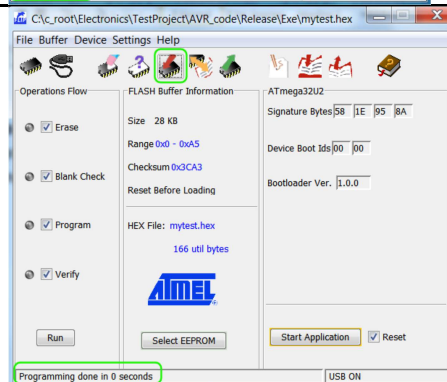 C:\c_root\Electronics\TestProject\AVR_code\Release\Exe\mytest.hex
File Buffer Device Settings Help
Operations Flow
Erase
Blank Check
Program
Verify
Run
FLASH Buffer Information
Size 28 KB
Range 0x0 - 0xA5
Checksum 0x3CA3
Reset Before Loading
HEX File: mytest.hex
166 util bytes
ATMEL
Select EEPROM
ATmega32U2
Signature Bytes 58 1E 95 8A
Device Boot Ids 00 00
Bootloader Ver. 1.0.0
Start Application Reset
Programming done in 0 seconds
USB ON